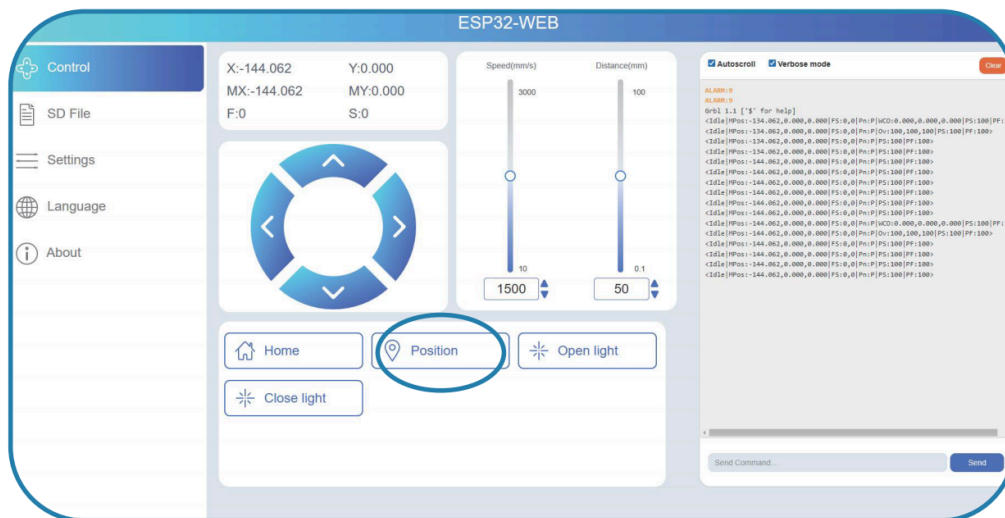 ESP32-WEB
Control
SD File
Settings
Language
About
X:-144.062 Y:0.000
MX:-144.062 MY:0.000
F:0 S:0
Speed(mm/s) Distance(mm)
3000 100
10 0.1
1500 50
Home Position Open light
Close light
Autoscroll Verbose mode Clear
ALARM:9
ALARM:9
Grbl 1.1 ['$' for help]
<Idle|MPos:-134.062,0.000,0.000|FS:0,0|Pn:P|WCO:0.000,0.000,0.000|PS:100|PF:
<Idle|MPos:-134.062,0.000,0.000|FS:0,0|Pn:P|Ov:100,100,100|PS:100|PF:100>
<Idle|MPos:-134.062,0.000,0.000|FS:0,0|Pn:P|PS:100|PF:100>
<Idle|MPos:-134.062,0.000,0.000|FS:0,0|Pn:P|PS:100|PF:100>
<Idle|MPos:-144.062,0.000,0.000|FS:0,0|Pn:P|PS:100|PF:100>
<Idle|MPos:-144.062,0.000,0.000|FS:0,0|Pn:P|PS:100|PF:100>
<Idle|MPos:-144.062,0.000,0.000|FS:0,0|Pn:P|PS:100|PF:100>
<Idle|MPos:-144.062,0.000,0.000|FS:0,0|Pn:P|PS:100|PF:100>
<Idle|MPos:-144.062,0.000,0.000|FS:0,0|Pn:P|PS:100|PF:100>
<Idle|MPos:-144.062,0.000,0.000|FS:0,0|Pn:P|PS:100|PF:100>
<Idle|MPos:-144.062,0.000,0.000|FS:0,0|Pn:P|WCO:0.000,0.000,0.000|PS:100|PF:
<Idle|MPos:-144.062,0.000,0.000|FS:0,0|Pn:P|Ov:100,100,100|PS:100|PF:100>
<Idle|MPos:-144.062,0.000,0.000|FS:0,0|Pn:P|PS:100|PF:100>
<Idle|MPos:-144.062,0.000,0.000|FS:0,0|Pn:P|PS:100|PF:100>
<Idle|MPos:-144.062,0.000,0.000|FS:0,0|Pn:P|PS:100|PF:100>
<Idle|MPos:-144.062,0.000,0.000|FS:0,0|Pn:P|PS:100|PF:100>
Send Command... Send